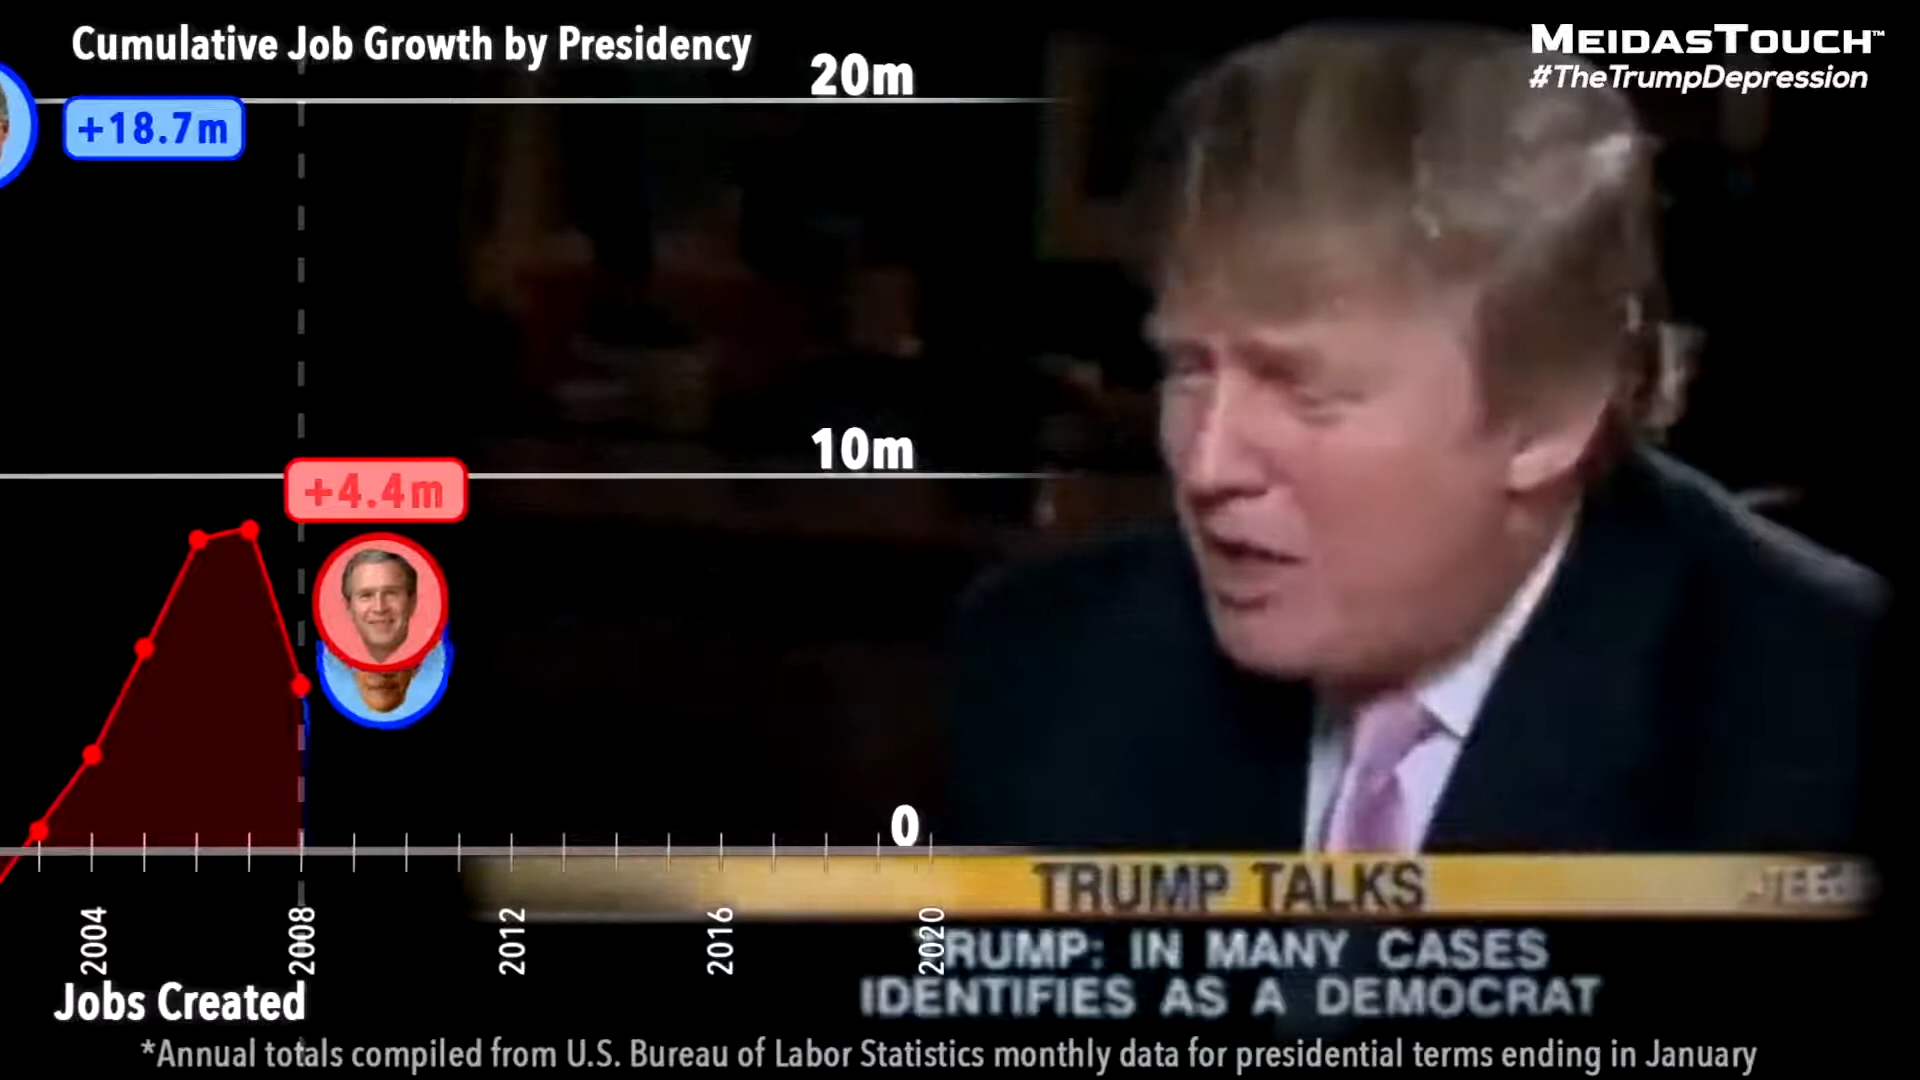 Cumulative Job Growth by Presidency
MEIDASTOUCH™
#TheTrumpDepression
20m
+18.7m
10m
+4.4m
0
TRUMP TALKS
2004
2008
2012
2016
2020
TRUMP: IN MANY CASES
IDENTIFIES AS A DEMOCRAT
Jobs Created
*Annual totals compiled from U.S. Bureau of Labor Statistics monthly data for presidential terms ending in January